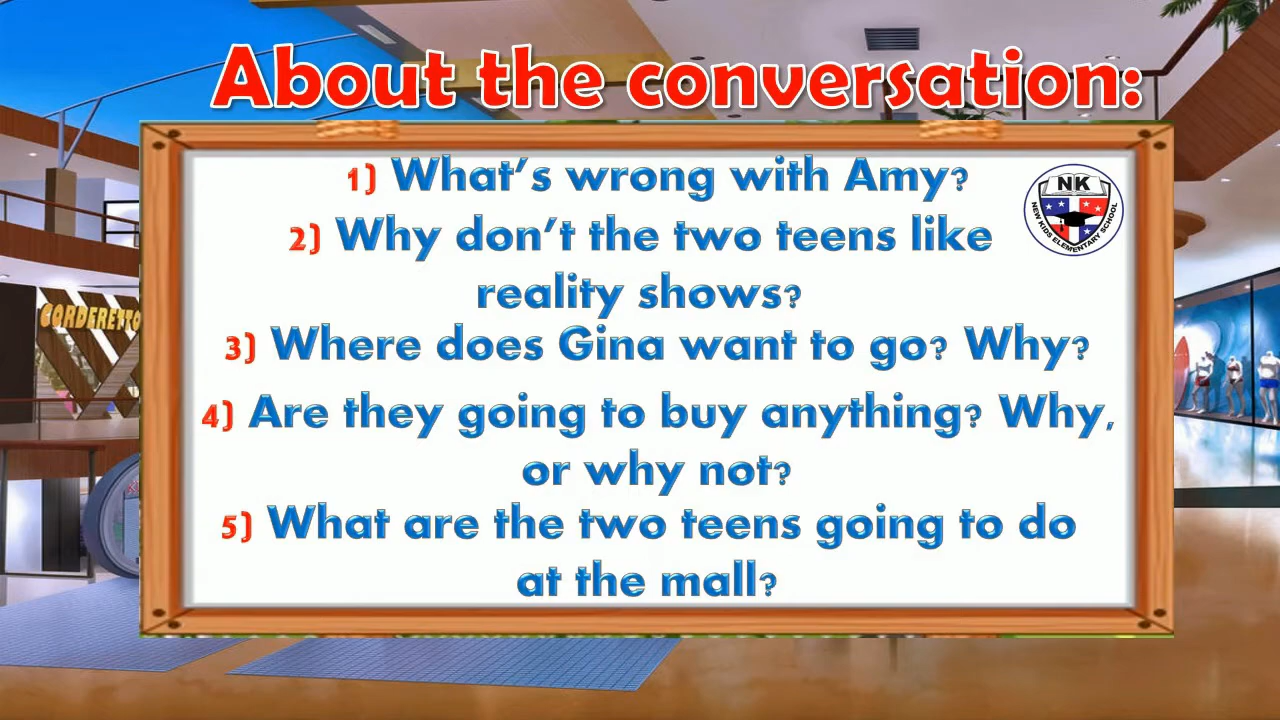 About the conversation:
1) What's wrong with Amy?
NK
NEW KIDS ELEMENTARY SCHOOL
2) Why don't the two teens like
reality shows?
CORDERETTO
3) Where does Gina want to go? Why?
4) Are they going to buy anything? Why,
or why not?
5) What are the two teens going to do
at the mall?